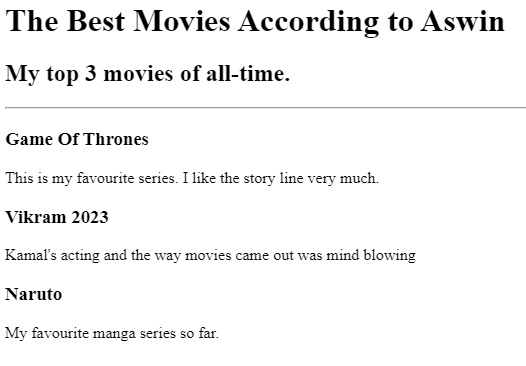 The Best Movies According to Aswin
My top 3 movies of all-time.
Game Of Thrones
This is my favourite series. I like the story line very much.
Vikram 2023
Kamal's acting and the way movies came out was mind blowing
Naruto
My favourite manga series so far.